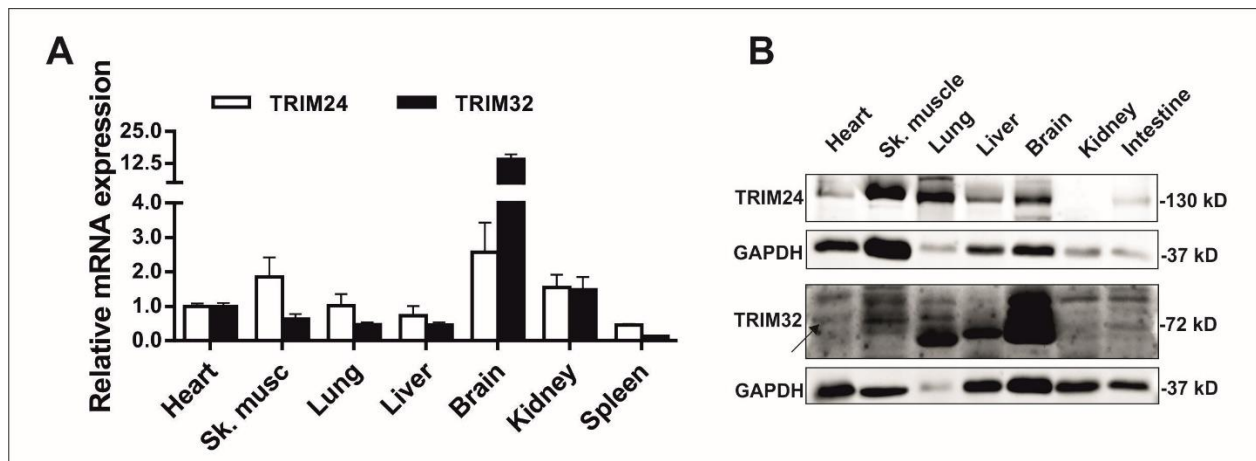 A
TRIM24 TRIM32
Relative mRNA expression
25.0
12.5
4.0
3.0
2.0
1.0
0.0
Heart Sk. musc Lung Liver Brain Kidney Spleen
B
Heart Sk. muscle Lung Liver Brain Kidney Intestine
TRIM24 -130 kD
GAPDH -37 kD
TRIM32 -72 kD
GAPDH -37 kD